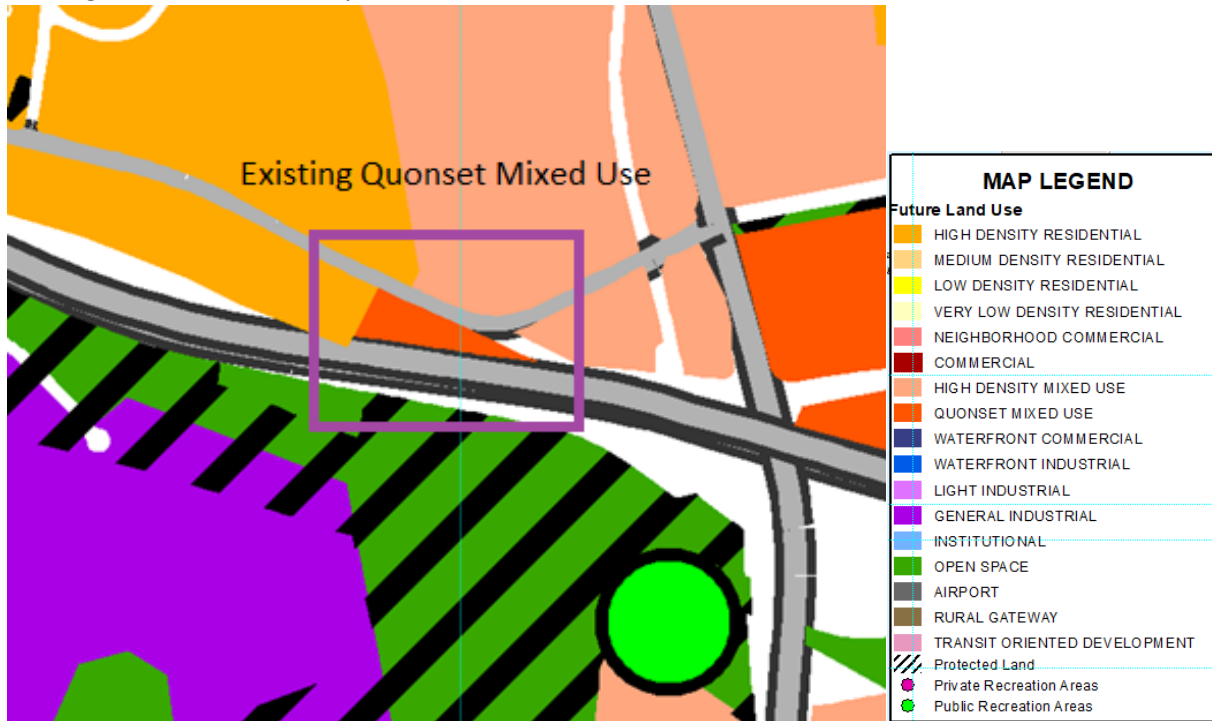 Existing Quonset Mixed Use
MAP LEGEND
Future Land Use
HIGH DENSITY RESIDENTIAL
MEDIUM DENSITY RESIDENTIAL
LOW DENSITY RESIDENTIAL
VERY LOW DENSITY RESIDENTIAL
NEIGHBORHOOD COMMERCIAL
COMMERCIAL
HIGH DENSITY MIXED USE
QUONSET MIXED USE
WATERFRONT COMMERCIAL
WATERFRONT INDUSTRIAL
LIGHT INDUSTRIAL
GENERAL INDUSTRIAL
INSTITUTIONAL
OPEN SPACE
AIRPORT
RURAL GATEWAY
TRANSIT ORIENTED DEVELOPMENT
Protected Land
Private Recreation Areas
Public Recreation Areas